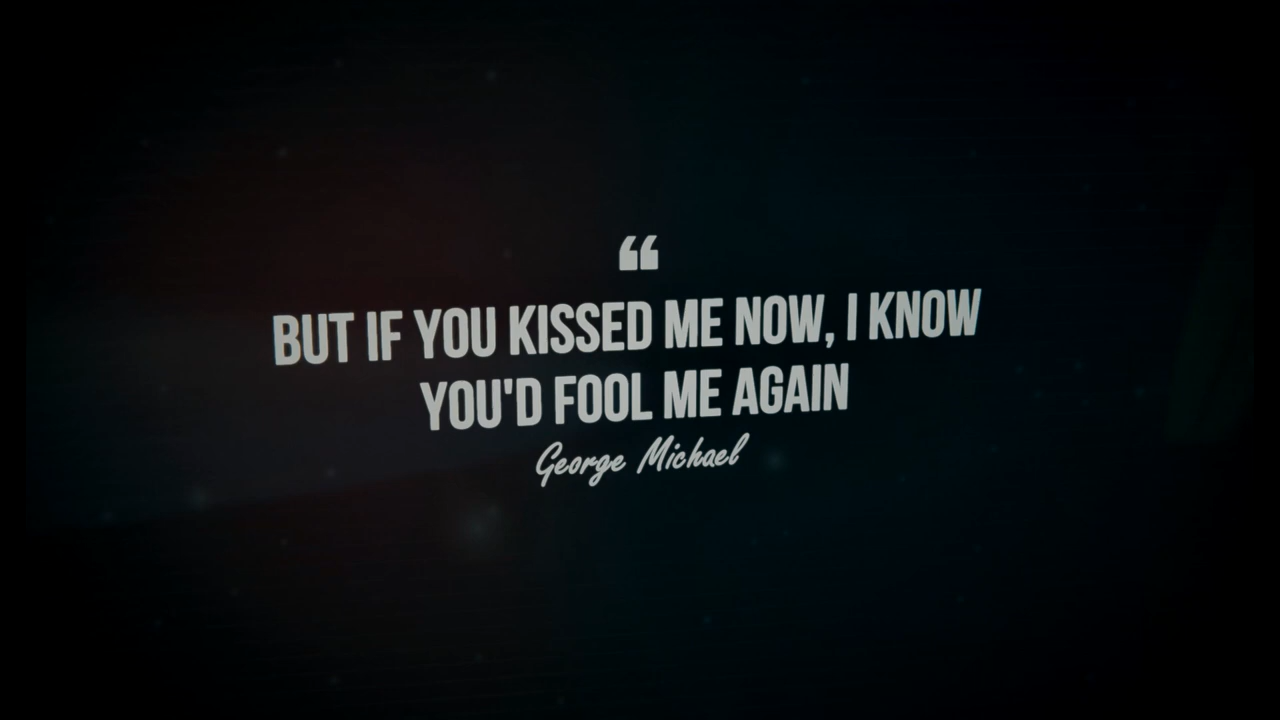 “
BUT IF YOU KISSED ME NOW, I KNOW
YOU'D FOOL ME AGAIN
George Michael